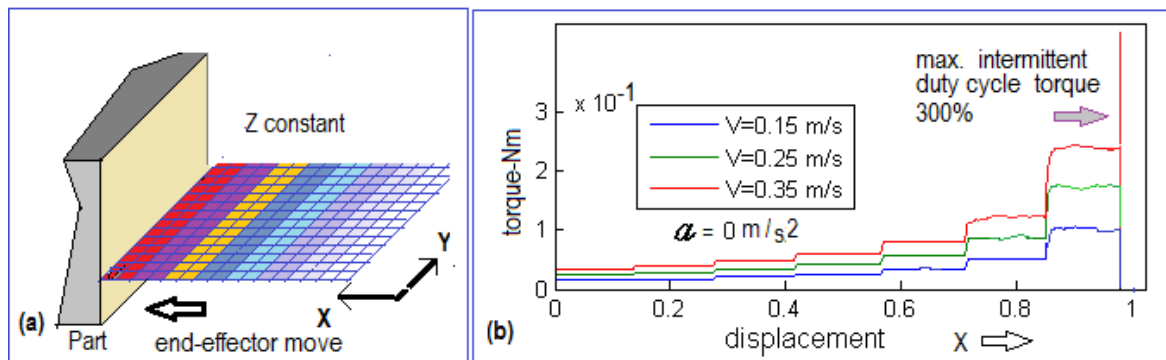 Z constant
Y
X
(a)
Part
end-effector move
max. intermittent
duty cycle torque
300%
x 10-1
3
2
1
0
torque-Nm
V=0.15 m/s
V=0.25 m/s
V=0.35 m/s
a = 0 m/s2
0
0.2
0.4
0.6
0.8
1
(b)
displacement
X